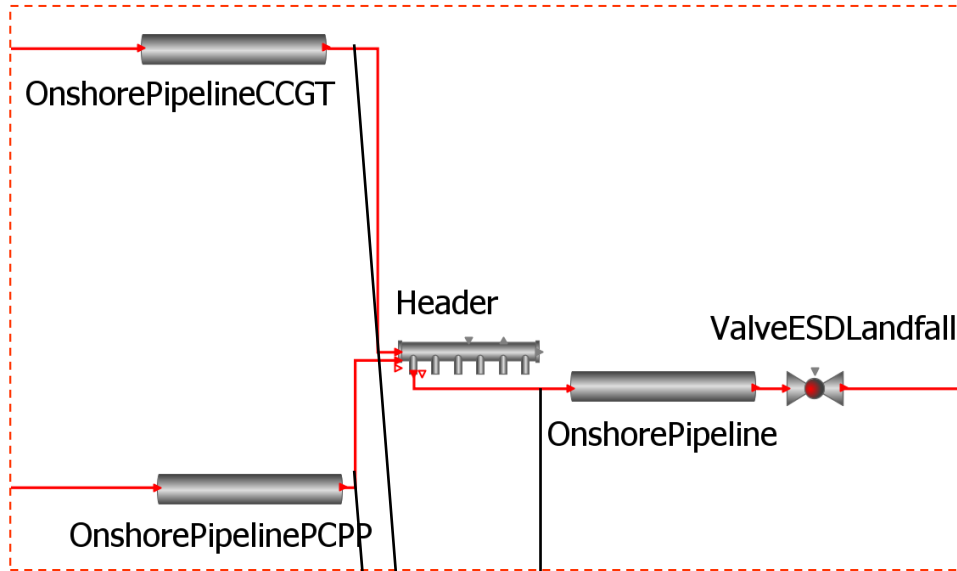 OnshorePipelineCCGT
Header
ValveESDLandfall
OnshorePipeline
OnshorePipelinePCPP